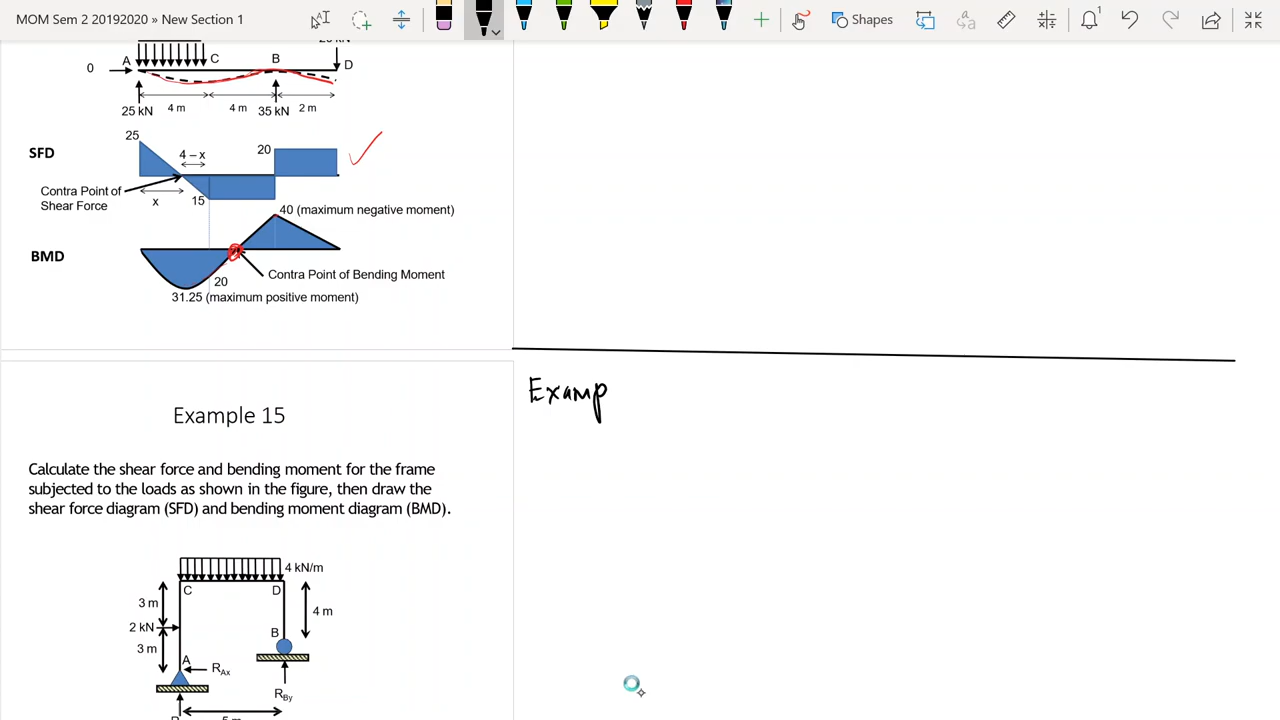 MOM Sem 2 20192020 » New Section 1
Shapes
1
A
C
B
D
0
25 kN
4 m
4 m
35 kN
2 m
25
SFD
4 – x
20
Contra Point of
Shear Force
x
15
40 (maximum negative moment)
BMD
Contra Point of Bending Moment
20
31.25 (maximum positive moment)
Examp
Example 15
Calculate the shear force and bending moment for the frame
subjected to the loads as shown in the figure, then draw the
shear force diagram (SFD) and bending moment diagram (BMD).
4 kN/m
C
D
3 m
4 m
2 kN
B
3 m
A
RAx
RBy